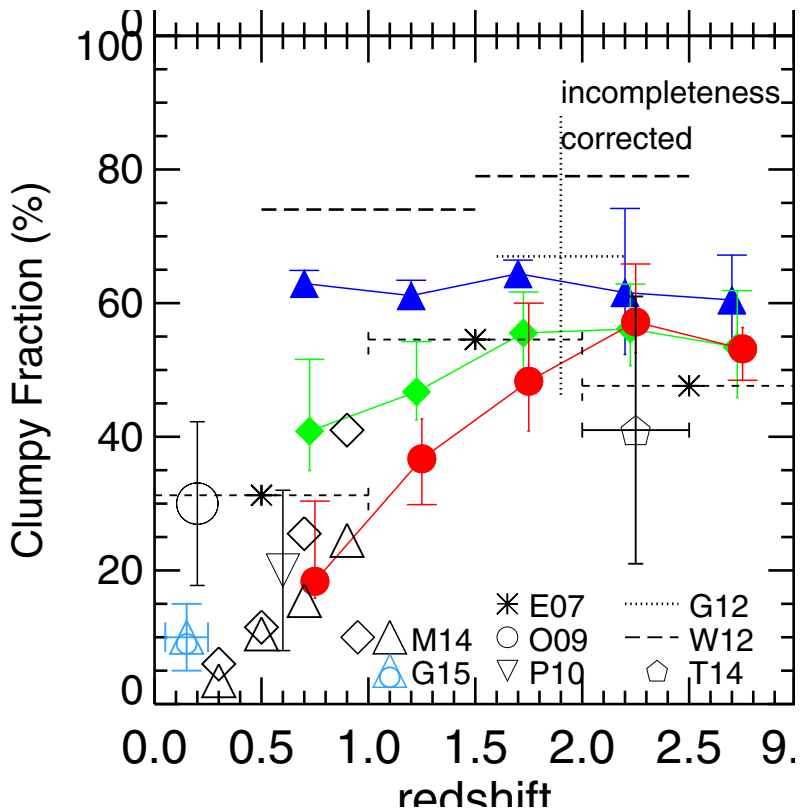 0
100
80
60
40
20
0
Clumpy Fraction (%)
incompleteness
corrected
E07
G12
M14
O09
W12
G15
P10
T14
0.0 0.5 1.0 1.5 2.0 2.5 9.
redshift